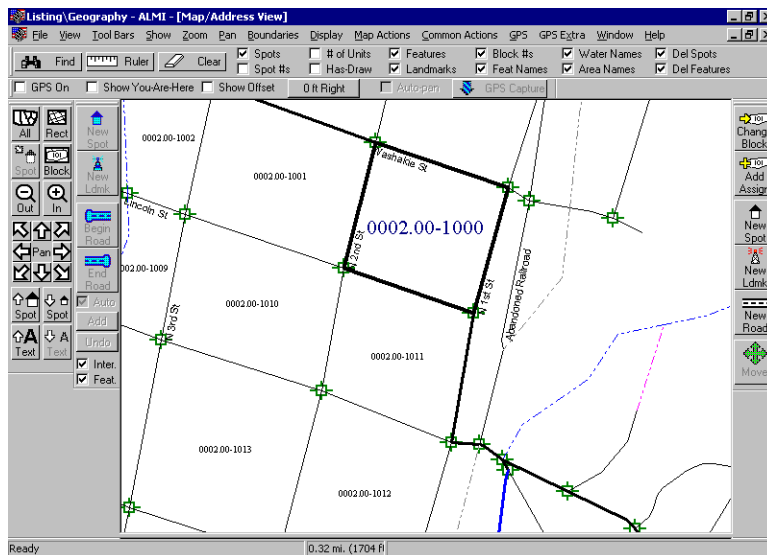 Listing\Geography - ALMI - [Map/Address View]
File View Tool Bars Show Zoom Pan Boundaries Display Map Actions Common Actions GPS GPS Extra Window Help
Find Ruler Clear Spots # of Units Features Block #s Water Names Del Spots
Spot #s Has-Draw Landmarks Feat Names Area Names Del Features
GPS On Show You-Are-Here Show Offset 0 ft Right Auto-pan GPS Capture
All Rect
Spot Block
Out In
Pan
Spot Spot
Text Text
New Spot
New Ldmk
Begin Road
End Road
Auto
Add
Undo
Inter.
Feat.
0002.00-1002
Washakie St
0002.00-1001
0002.00-1000
Lincoln St
N 2nd St
0002.00-1009
N 3rd St
0002.00-1010
N 1st St
Abandoned Railroad
0002.00-1011
0002.00-1013
0002.00-1012
Chang Block
Add Assign
New Spot
New Ldmk
New Road
Move
Ready 0.32 mi. (1704 f